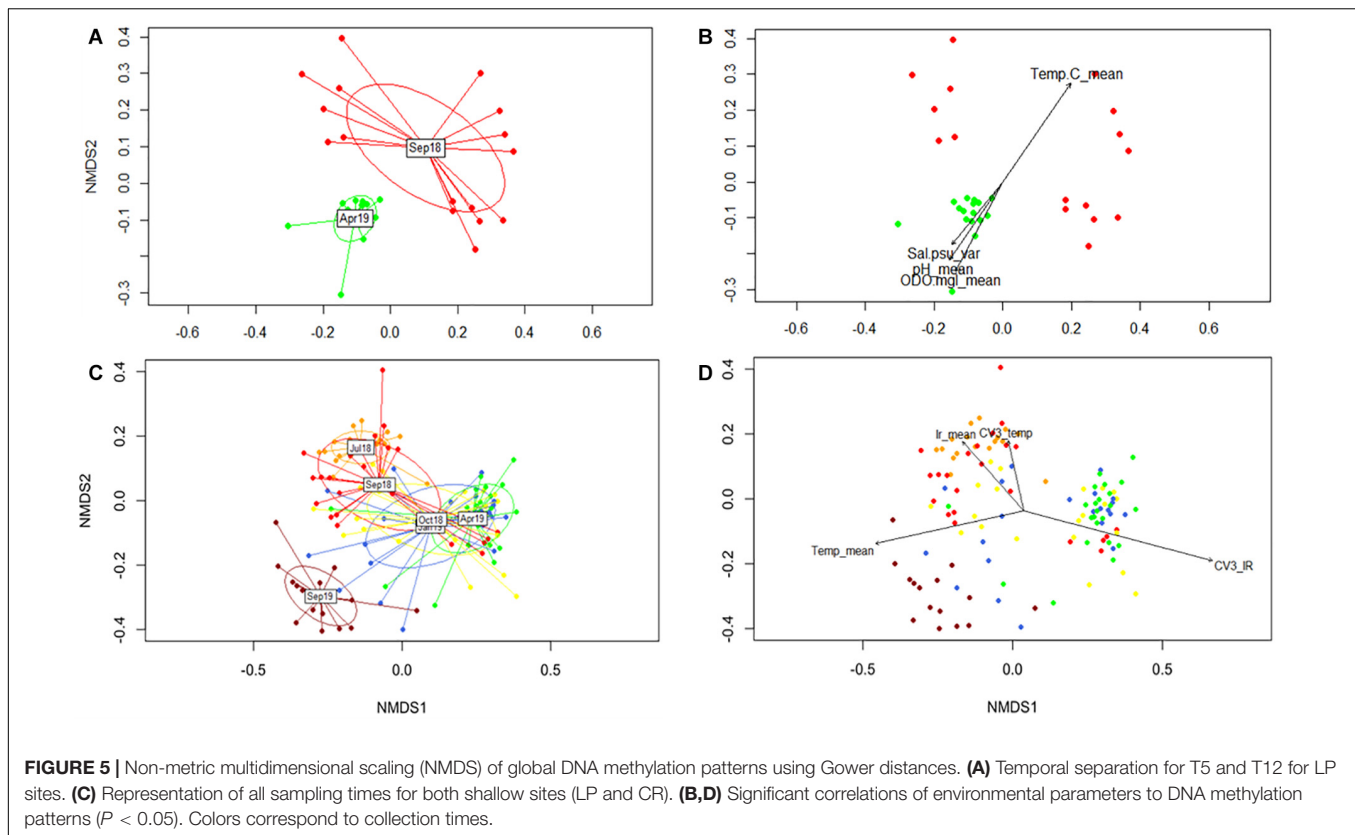 A
B
NMDS2
0.4
0.3
0.2
0.1
0.0
-0.1
-0.3
Sep18
Apr19
-0.6
-0.4
-0.2
0.0
0.2
0.4
0.6
0.4
0.3
0.2
0.1
0.0
-0.1
-0.3
Temp.C_mean
Sal.psu_var
pH_mean
ODO.mgl_mean
-0.6
-0.4
-0.2
0.0
0.2
0.4
0.6
C
D
NMDS2
0.4
0.2
0.0
-0.2
-0.4
Jul18
Sep18
Oct18
Apr19
Sep19
-0.5
0.0
0.5
NMDS1
0.4
0.2
0.0
-0.2
-0.4
Ir_mean
CV3_temp
Temp_mean
CV3_IR
-0.5
0.0
0.5
NMDS1
FIGURE 5 | Non-metric multidimensional scaling (NMDS) of global DNA methylation patterns using Gower distances. (A) Temporal separation for T5 and T12 for LP
sites. (C) Representation of all sampling times for both shallow sites (LP and CR). (B,D) Significant correlations of environmental parameters to DNA methylation
patterns (P < 0.05). Colors correspond to collection times.